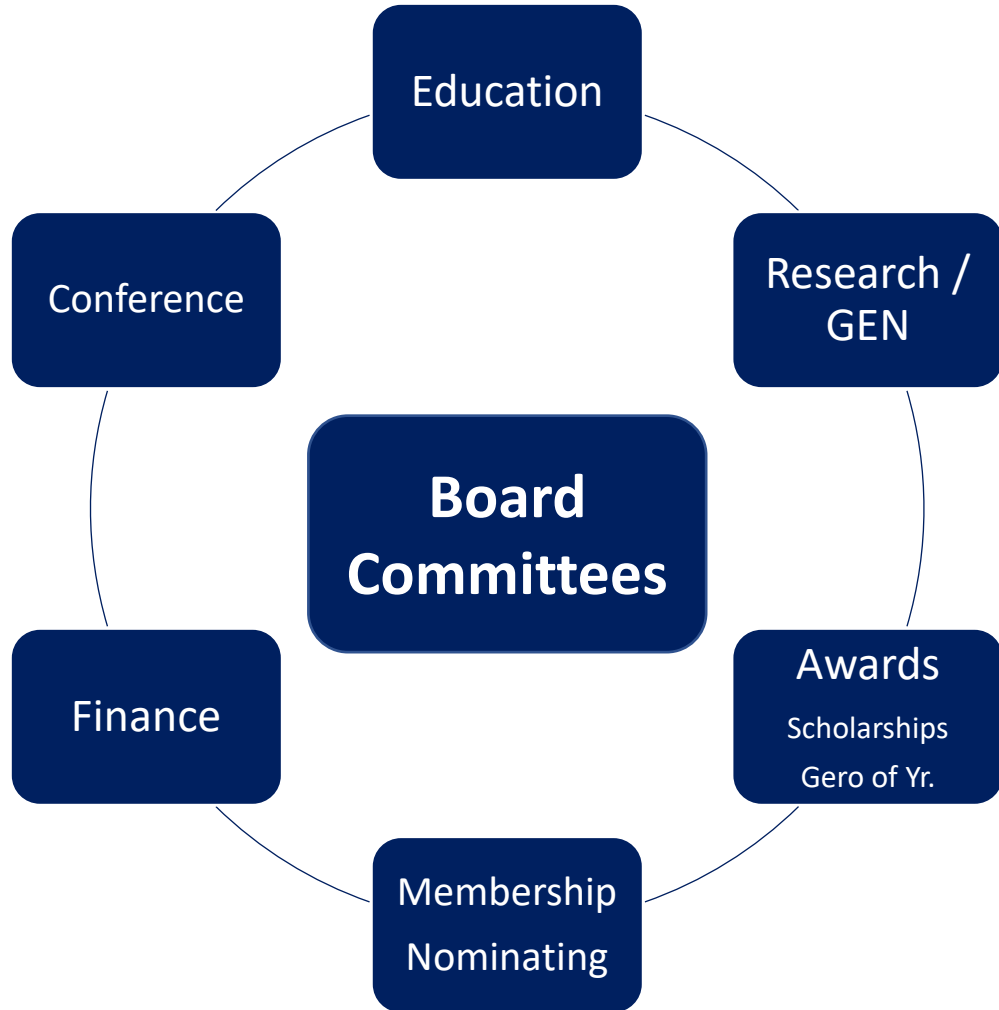 Education
Conference
Research /
GEN
Board
Committees
Finance
Awards
Scholarships
Gero of Yr.
Membership
Nominating